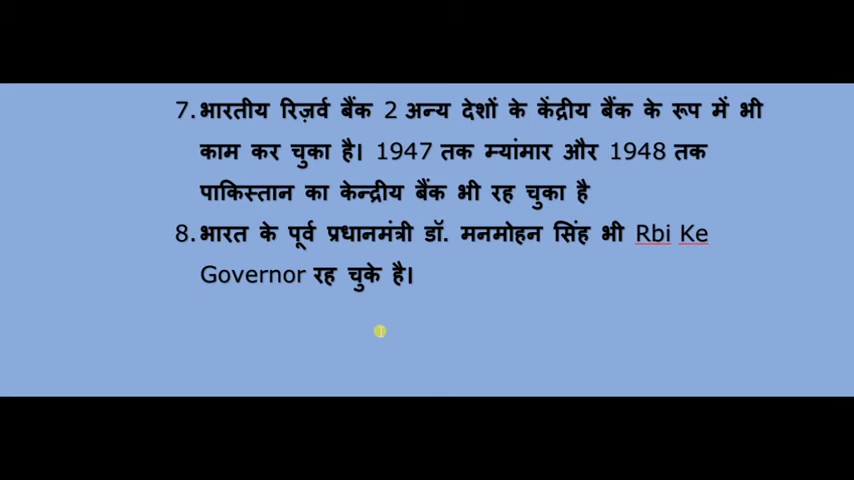 7. भारतीय रिज़र्व बैंक 2 अन्य देशों के केंद्रीय बैंक के रूप में भी
काम कर चुका है। 1947 तक म्यांमार और 1948 तक
पाकिस्तान का केन्द्रीय बैंक भी रह चुका है
8. भारत के पूर्व प्रधानमंत्री डॉ. मनमोहन सिंह भी Rbi Ke
Governor रह चुके है।